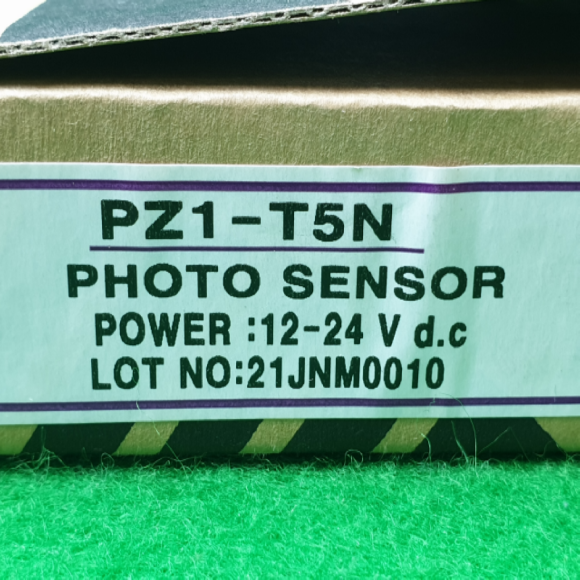 PZ1-T5N
PHOTO SENSOR
POWER :12-24 V d.c
LOT NO:21JNM0010